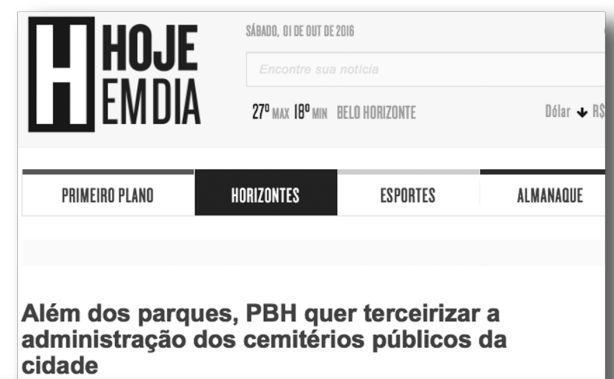 H HOJE
EM DIA
SÁBADO, 01 DE OUT DE 2016
Encontre sua notícia
27º MAX 18º MIN BELO HORIZONTE
Dólar R$
PRIMEIRO PLANO HORIZONTES ESPORTES ALMANAQUE
Além dos parques, PBH quer terceirizar a
administração dos cemitérios públicos da
cidade